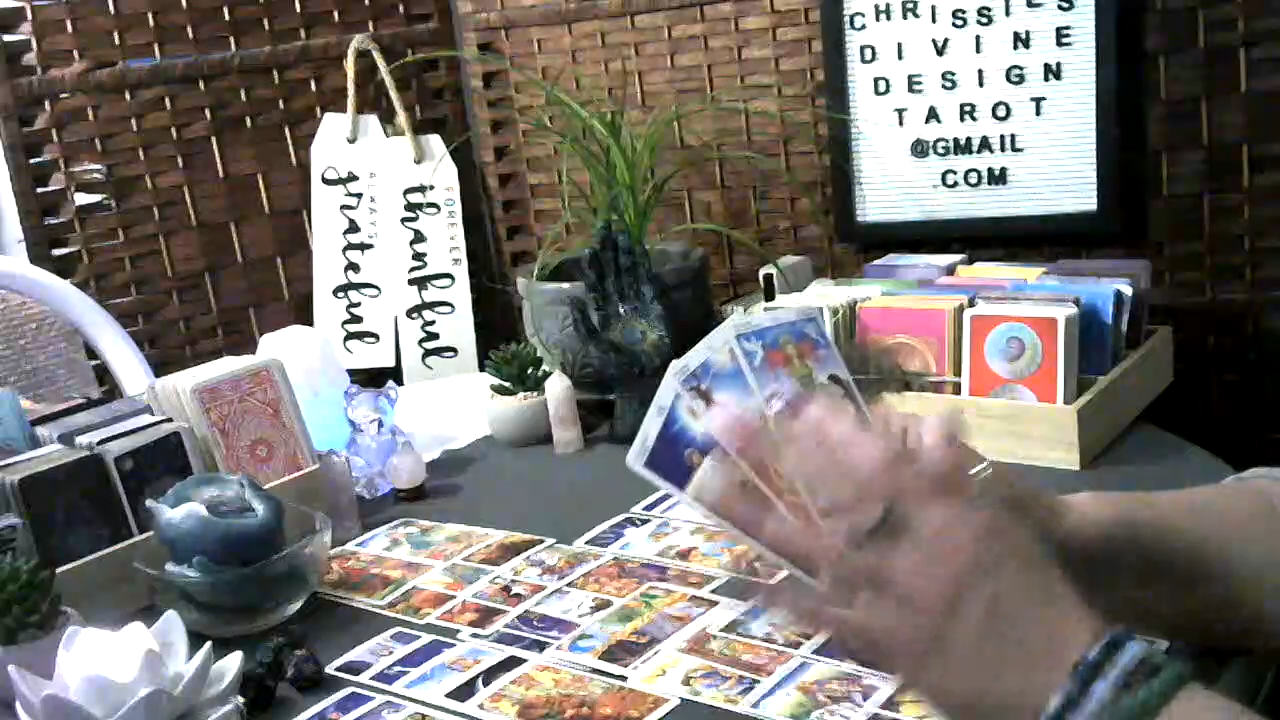 CHRISSIES
DIVINE
DESIGN
TAROT
@GMAIL
.COM
ALWAYS
grateful
FOREVER
thankful